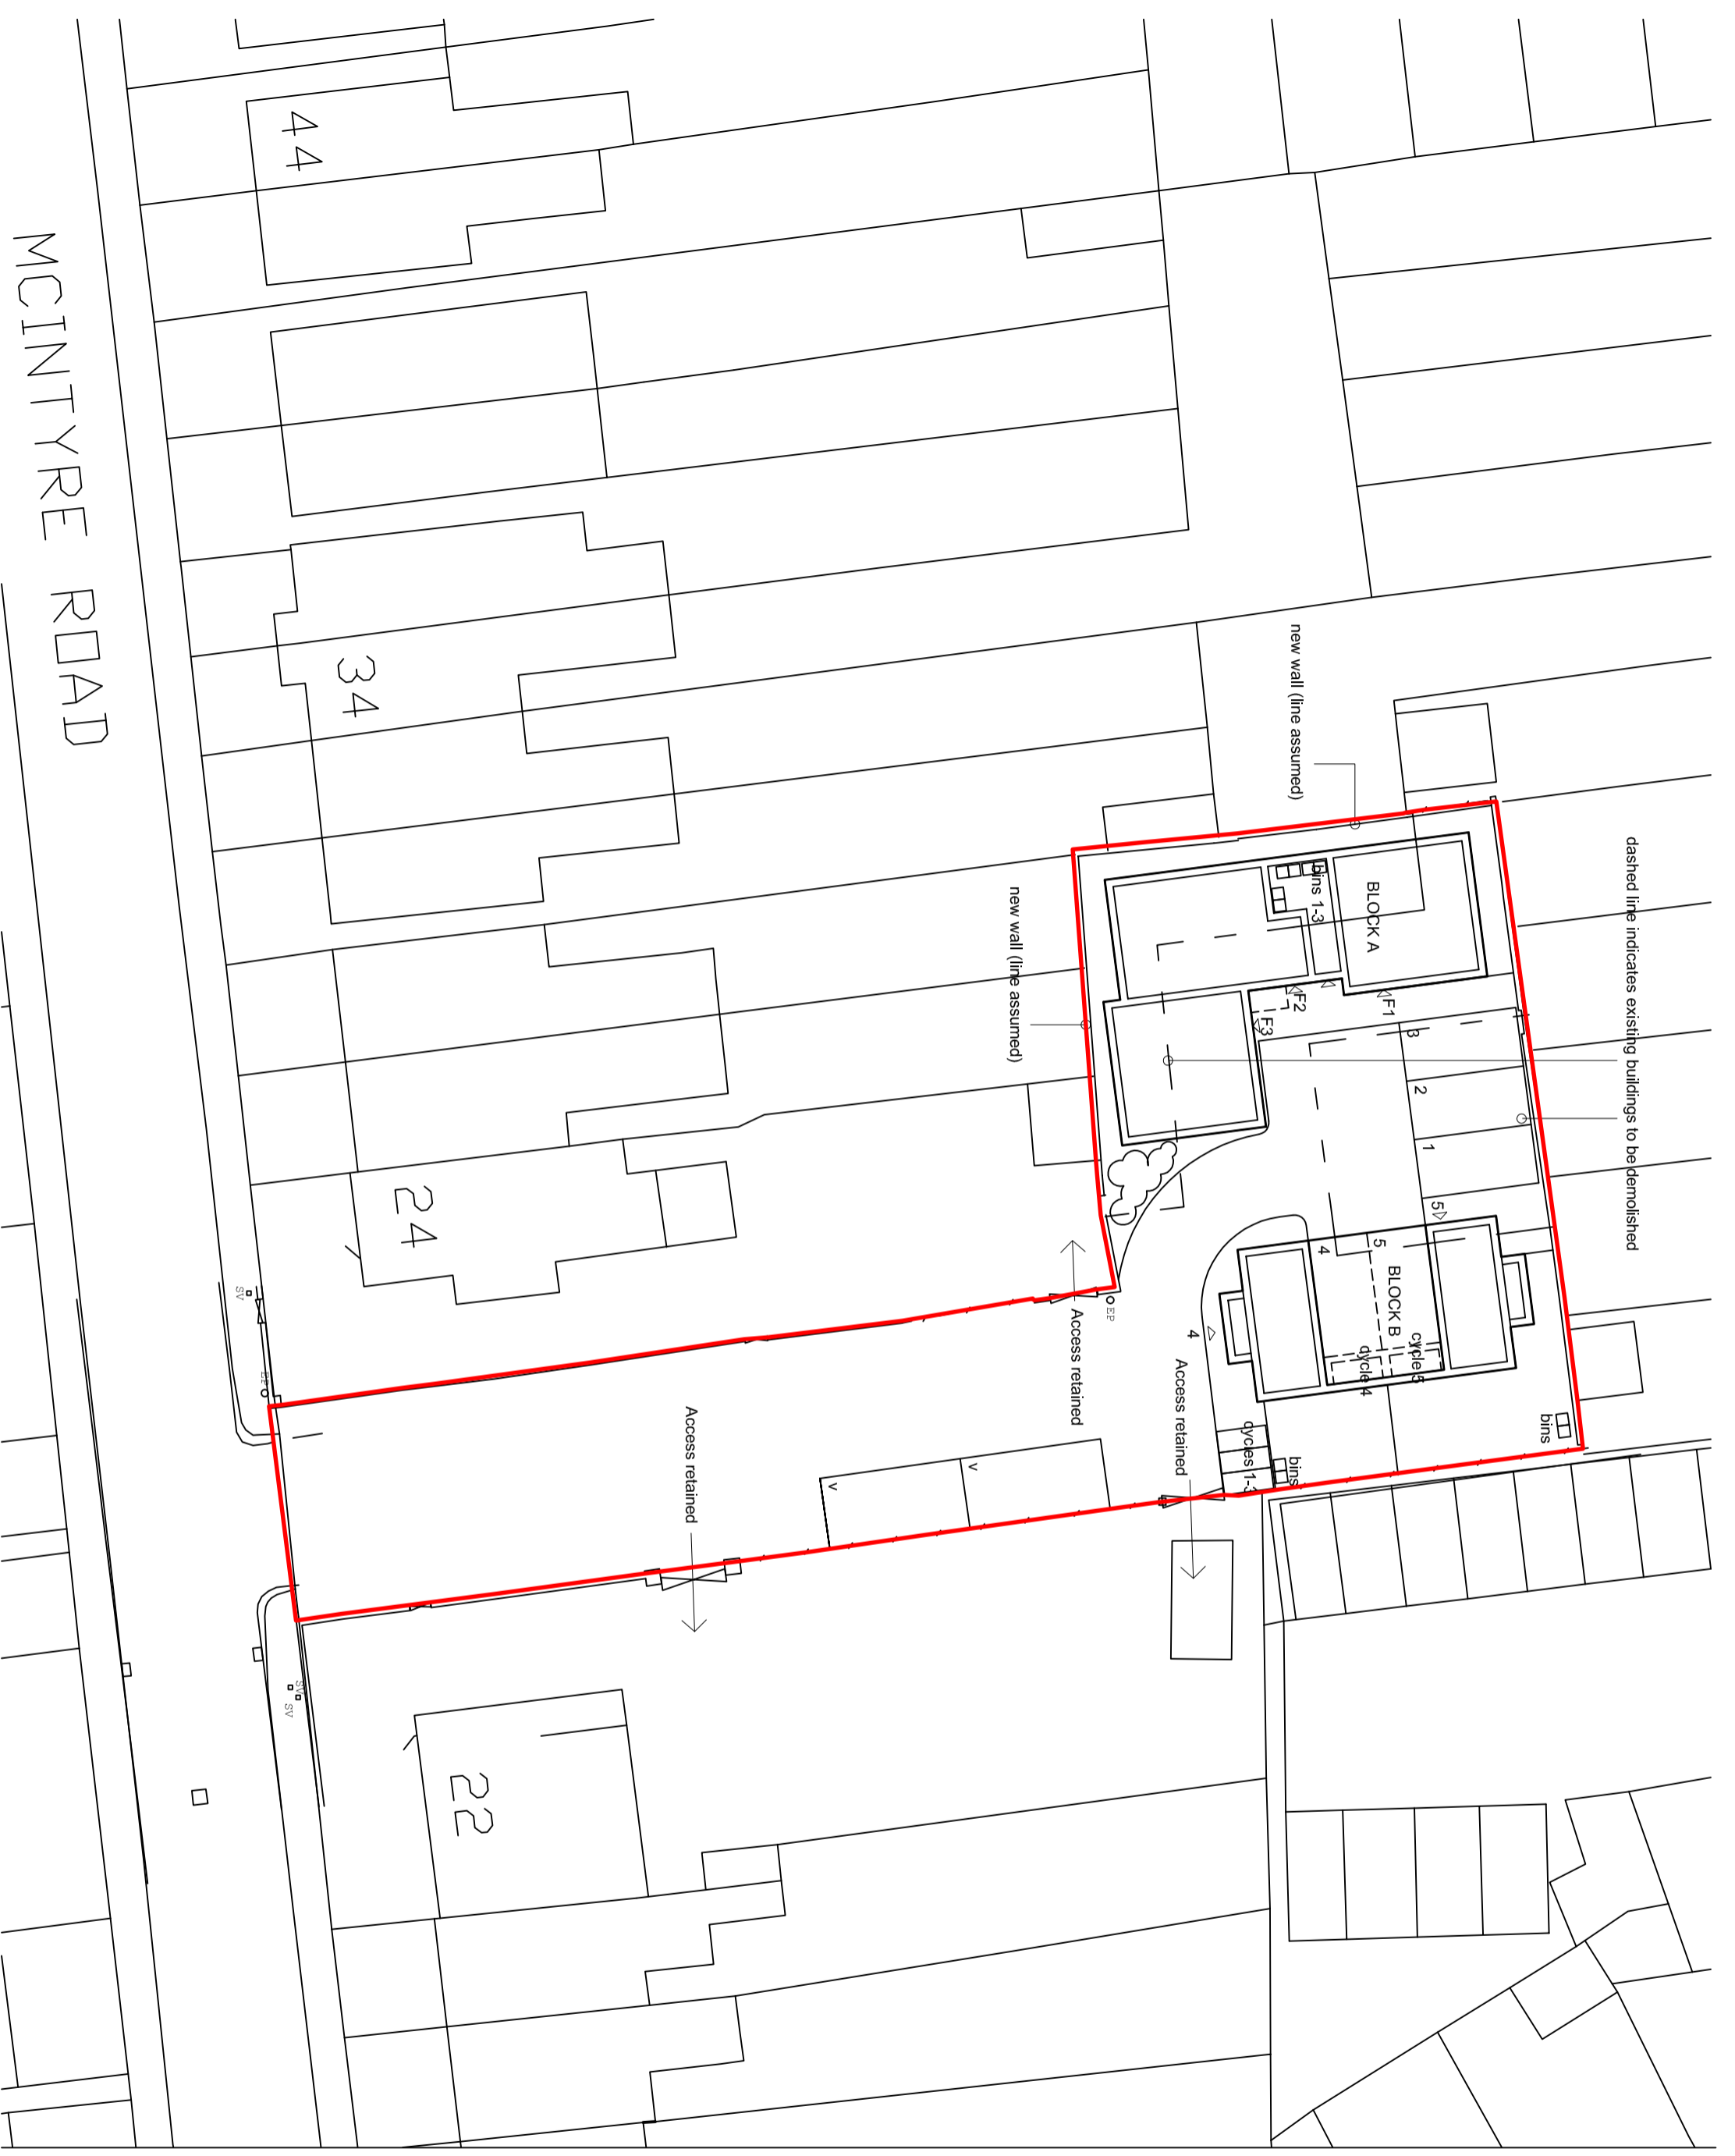 MCINTYRE ROAD
44
34
24
22
new wall (line assumed)
dashed line indicates existing buildings to be demolished
new wall (line assumed)
BLOCK A
bins 1-3
F1
F2
F3
3
2
1
5
BLOCK B
5
4
cycle 5
cycle 4
4
bins
bins
cycles 1-3
Access retained
Access retained
Access retained
EP
EP
v
v
SV
SV
SV